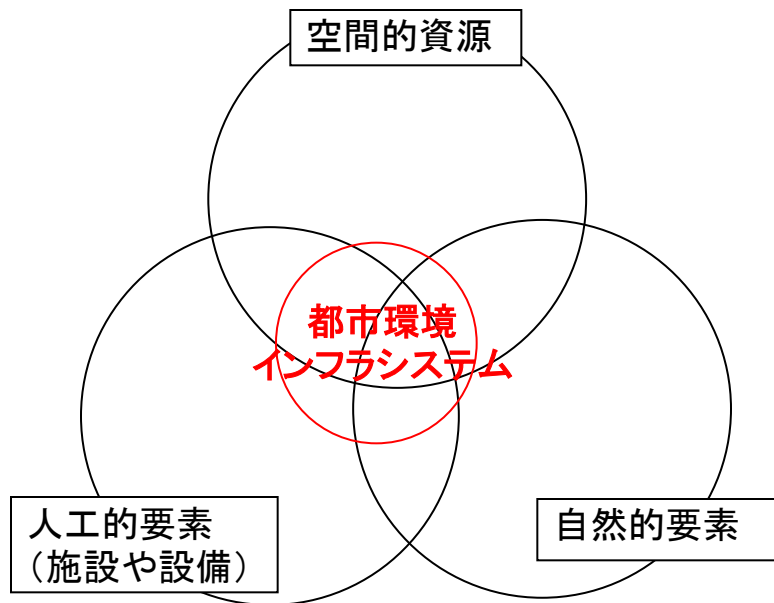 空間的資源
都市環境
インフラシステム
人工的要素
（施設や設備）
自然的要素